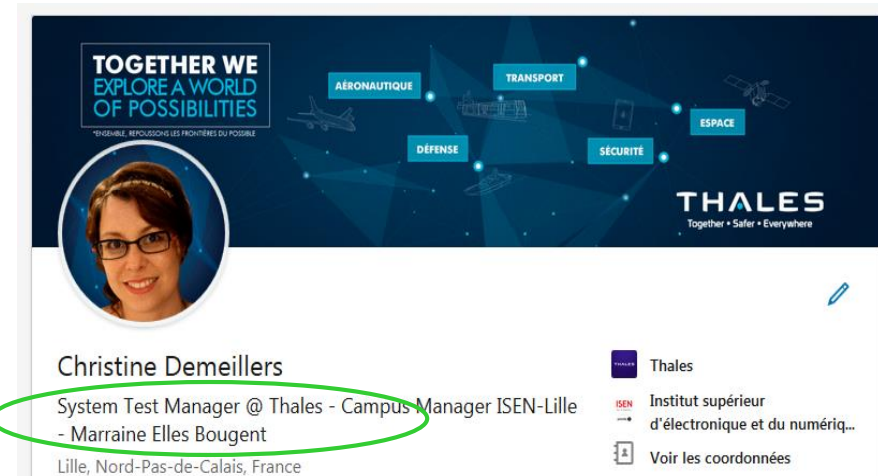 TOGETHER WE
EXPLORE A WORLD
OF POSSIBILITIES
*ENSEMBLE, REPOUSSONS LES FRONTIÈRES DU POSSIBLE
AÉRONAUTIQUE
TRANSPORT
ESPACE
DÉFENSE
SÉCURITÉ
THALES
Together • Safer • Everywhere
Christine Demeillers
System Test Manager @ Thales - Campus Manager ISEN-Lille
- Marraine Elles Bougent
Lille, Nord-Pas-de-Calais, France
THALES
Thales
ISEN
Institut supérieur
d'électronique et du numériq...
Voir les coordonnées